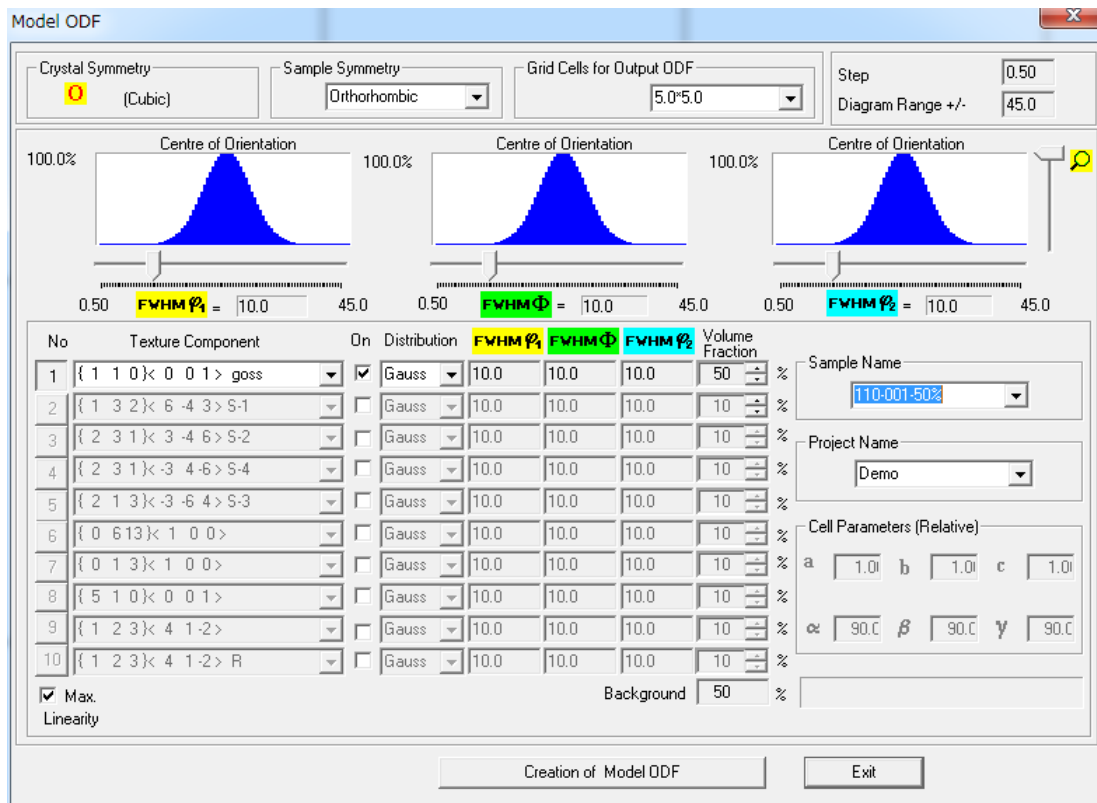 Model ODF
X
Crystal Symmetry
O (Cubic)
Sample Symmetry
Orthorhombic
Grid Cells for Output ODF
5.0*5.0
Step 0.50
Diagram Range +/- 45.0
Centre of Orientation
100.0%
Centre of Orientation
100.0%
Centre of Orientation
100.0%
0.50 FWHM φ1 = 10.0 45.0
0.50 FWHM Φ = 10.0 45.0
0.50 FWHM φ2 = 10.0 45.0
No Texture Component On Distribution FWHM φ1 FWHM Φ FWHM φ2 Volume Fraction
1 { 1 1 0}< 0 0 1> goss Gauss 10.0 10.0 10.0 50 %
2 { 1 3 2}< 6 -4 3> S-1 Gauss 10.0 10.0 10.0 10 %
3 { 2 3 1}< 3 -4 6> S-2 Gauss 10.0 10.0 10.0 10 %
4 { 2 3 1}< -3 4 -6> S-4 Gauss 10.0 10.0 10.0 10 %
5 { 2 1 3}< -3 -6 4> S-3 Gauss 10.0 10.0 10.0 10 %
6 { 0 6 13}< 1 0 0> Gauss 10.0 10.0 10.0 10 %
7 { 0 1 3}< 1 0 0> Gauss 10.0 10.0 10.0 10 %
8 { 5 1 0}< 0 0 1> Gauss 10.0 10.0 10.0 10 %
9 { 1 2 3}< 4 1 -2> Gauss 10.0 10.0 10.0 10 %
10 { 1 2 3}< 4 1 -2> R Gauss 10.0 10.0 10.0 10 %
Max. Linearity
Background 50 %
Sample Name
110-001-50%
Project Name
Demo
Cell Parameters (Relative)
a 1.0 b 1.0 c 1.0
α 90.0 β 90.0 γ 90.0
Creation of Model ODF
Exit